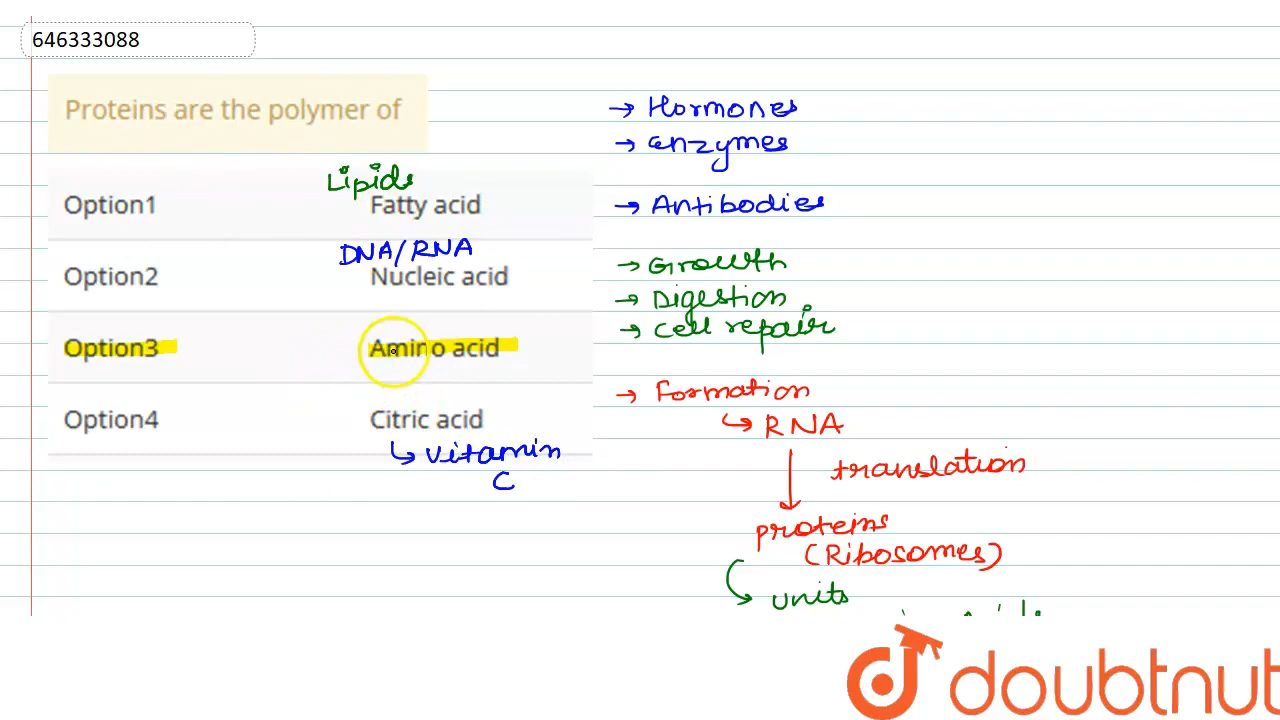 646333088
Proteins are the polymer of
Lipids
Option1 Fatty acid
DNA/RNA
Option2 Nucleic acid
Option3 Amino acid
Option4 Citric acid
↳ vitamin
C
→ Hormones
→ enzymes
→ Antibodies
→ Growth
→ Digestion
→ cell repair
→ Formation
↳ RNA
translation
proteins
(Ribosomes)
units
doubtnut